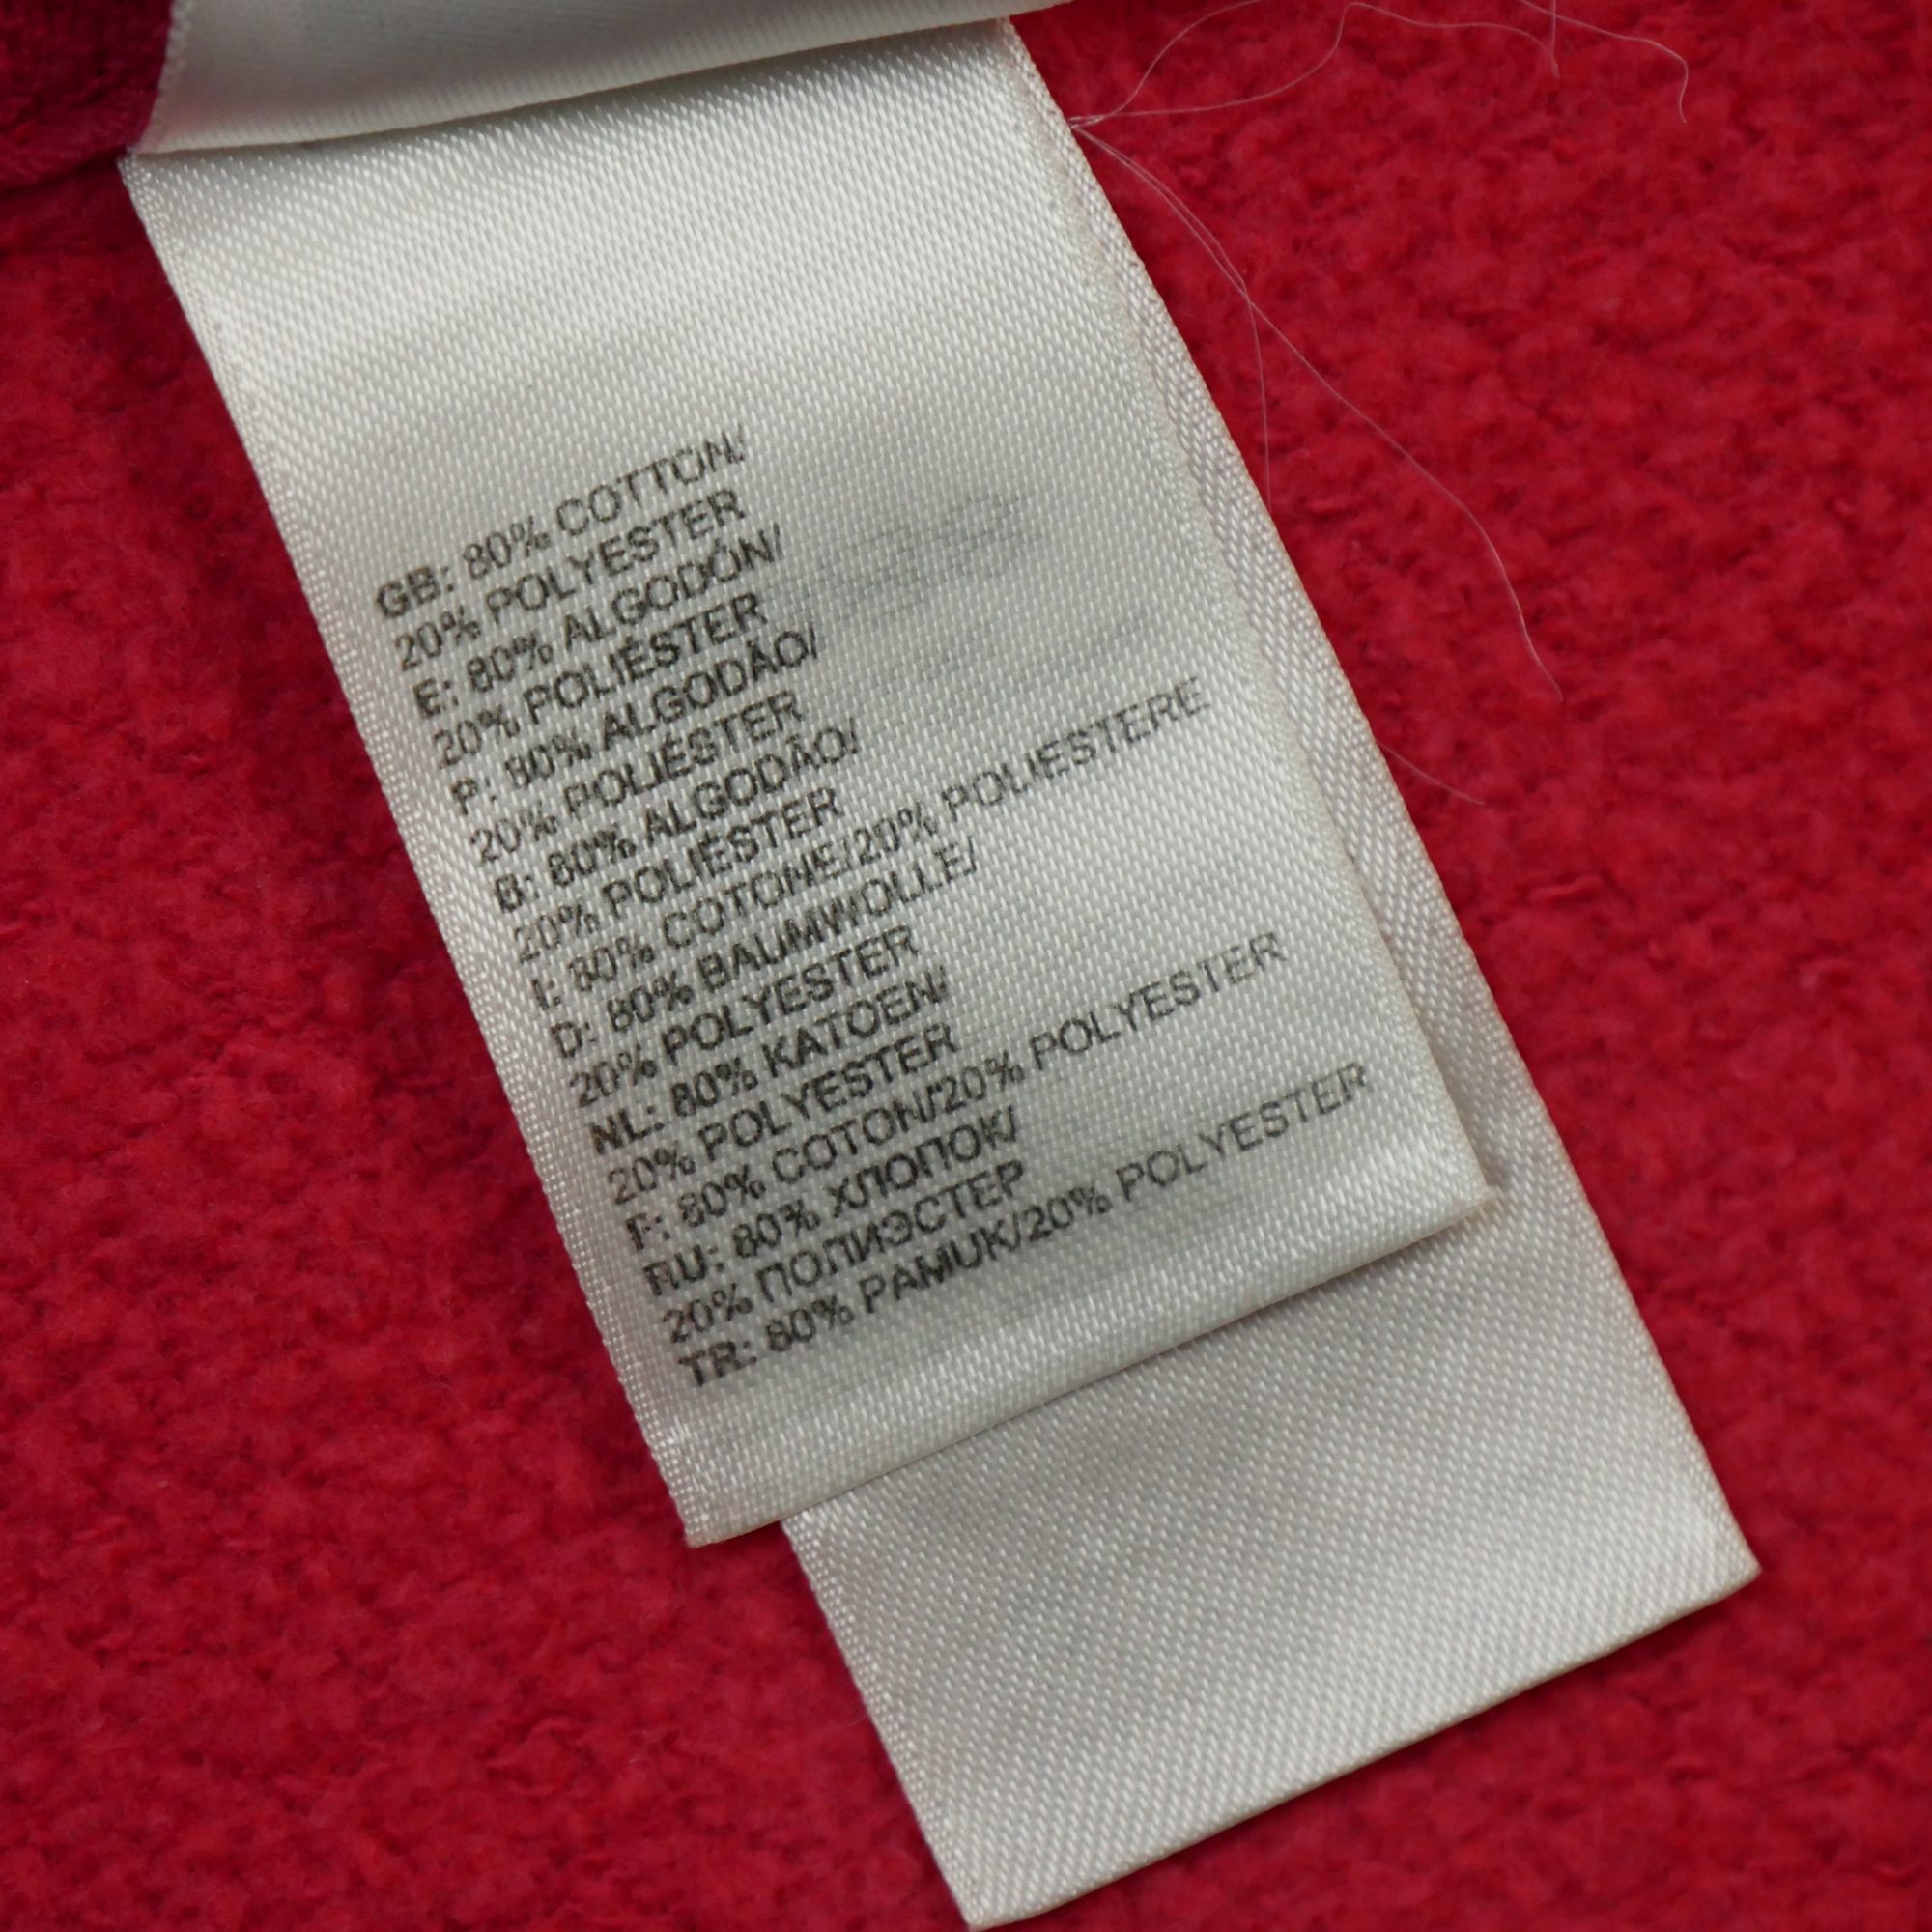 GB: 80% COTTON/
20% POLYESTER
E: 80% ALGODÓN/
20% POLIÉSTER
P: 80% ALGODÃO/
20% POLIÉSTER
B: 80% ALGODÃO/
20% POLIÉSTER
I: 80% COTONE/20% POLIESTERE
D: 80% BAUMWOLLE/
20% POLYESTER
NL: 80% KATOEN/
20% POLYESTER
F: 80% COTON/20% POLYESTER
RU: 80% ХЛОПОК/
20% ПОЛИЭСТЕР
TR: 80% PAMUK/20% POLYESTER